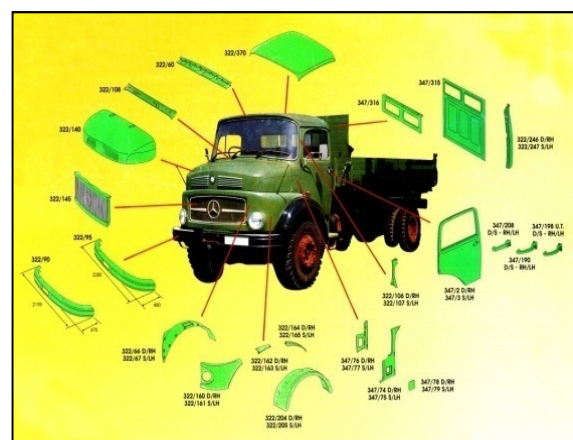 322/370
322/60
347/315
347/316
322/108
322/140
322/246 D/RH
322/247 S/LH
322/145
347/208
D/S - RH/LH
347/198 U.T.
D/S - RH/LH
347/190
D/S - RH/LH
322/95
322/90
2280
480
2195
475
347/2 D/RH
347/3 S/LH
322/106 D/RH
322/107 S/LH
322/164 D/RH
322/165 S/LH
322/66 D/RH
322/67 S/LH
322/162 D/RH
322/163 S/LH
347/76 D/RH
347/77 S/LH
322/160 D/RH
322/161 S/LH
347/74 D/RH
347/75 S/LH
347/78 D/RH
347/79 S/LH
322/204 D/RH
322/205 S/LH